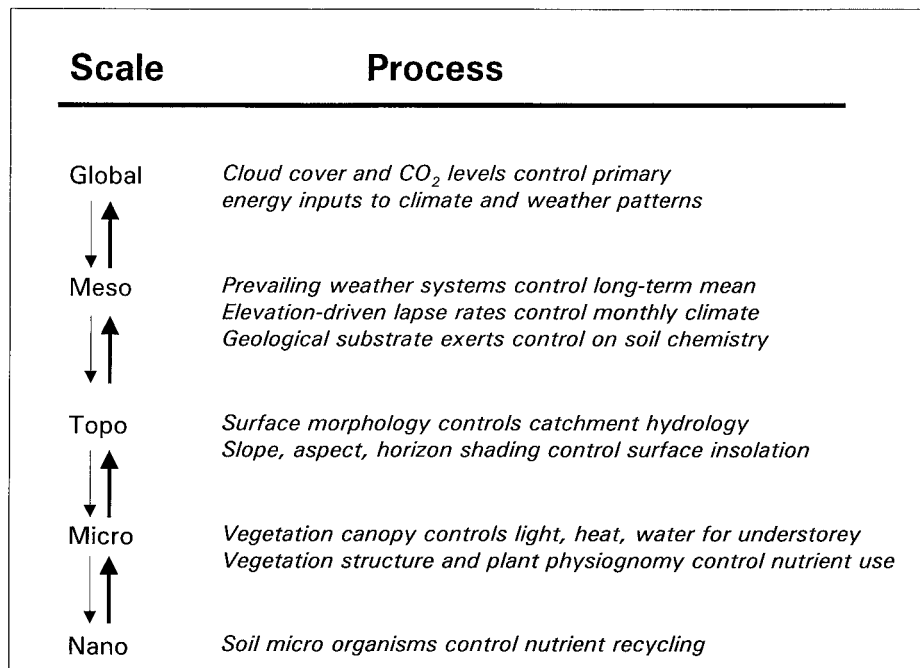 Scale Process
Global Cloud cover and CO₂ levels control primary
energy inputs to climate and weather patterns
Meso Prevailing weather systems control long-term mean
Elevation-driven lapse rates control monthly climate
Geological substrate exerts control on soil chemistry
Topo Surface morphology controls catchment hydrology
Slope, aspect, horizon shading control surface insolation
Micro Vegetation canopy controls light, heat, water for understorey
Vegetation structure and plant physiognomy control nutrient use
Nano Soil micro organisms control nutrient recycling